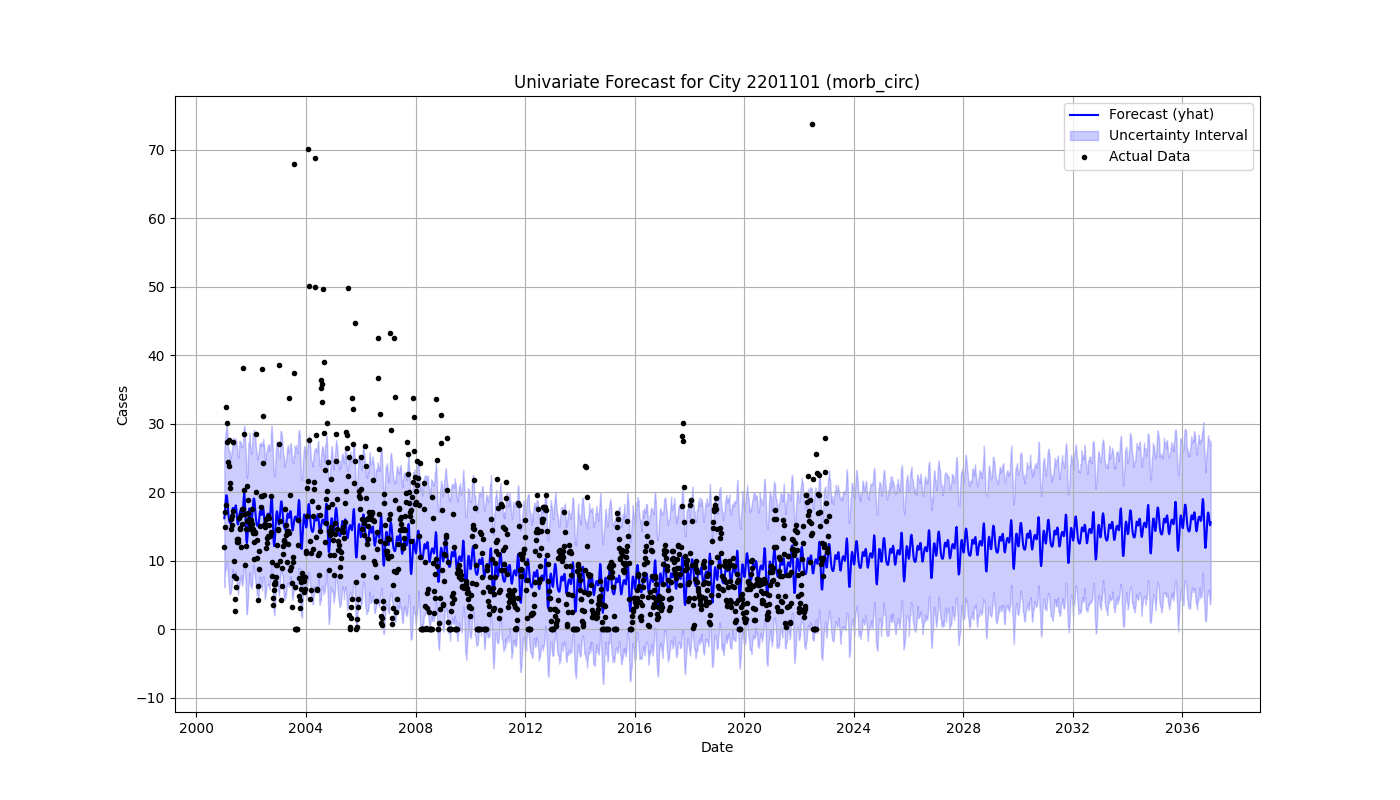 Univariate Forecast for City 2201101 (morb_circ)
Forecast (yhat)
Uncertainty Interval
Actual Data
Cases
70
60
50
40
30
20
10
0
−10
2000 2004 2008 2012 2016 2020 2024 2028 2032 2036
Date